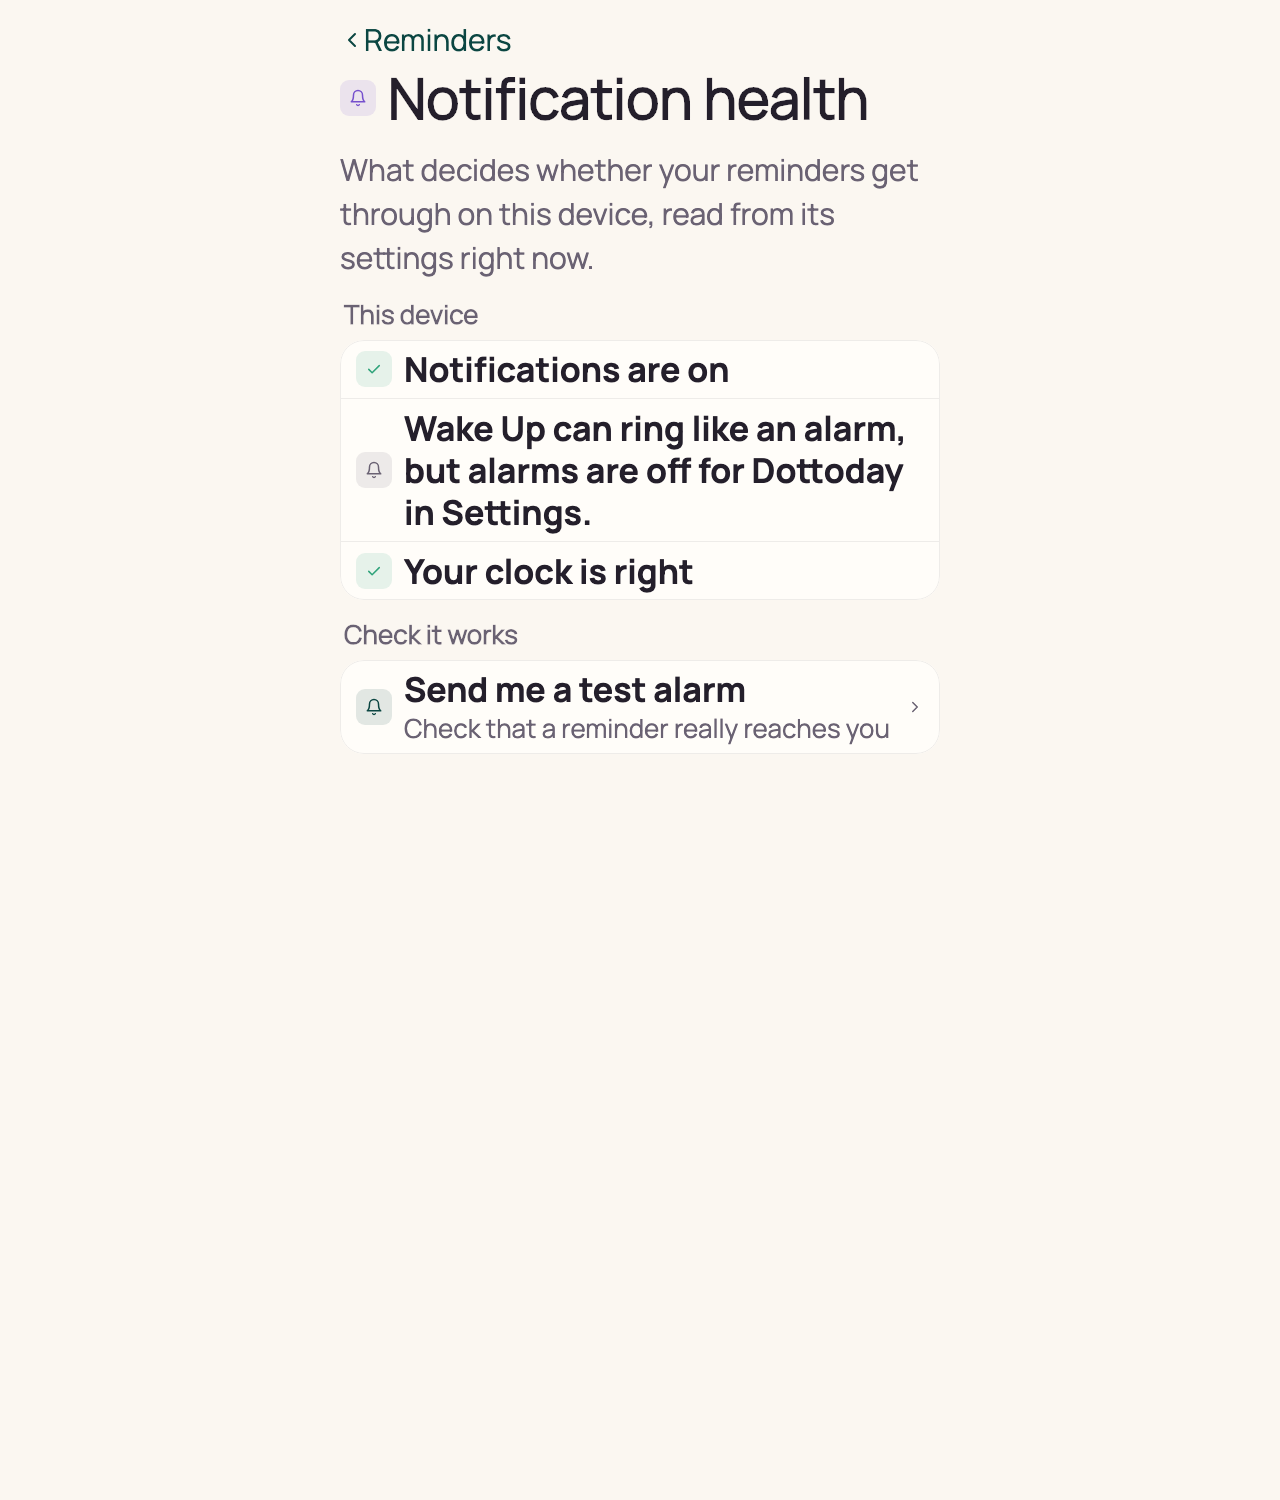 Reminders
Notification health
What decides whether your reminders get
through on this device, read from its
settings right now.
This device
Notifications are on
Wake Up can ring like an alarm,
but alarms are off for Dottoday
in Settings.
Your clock is right
Check it works
Send me a test alarm
Check that a reminder really reaches you